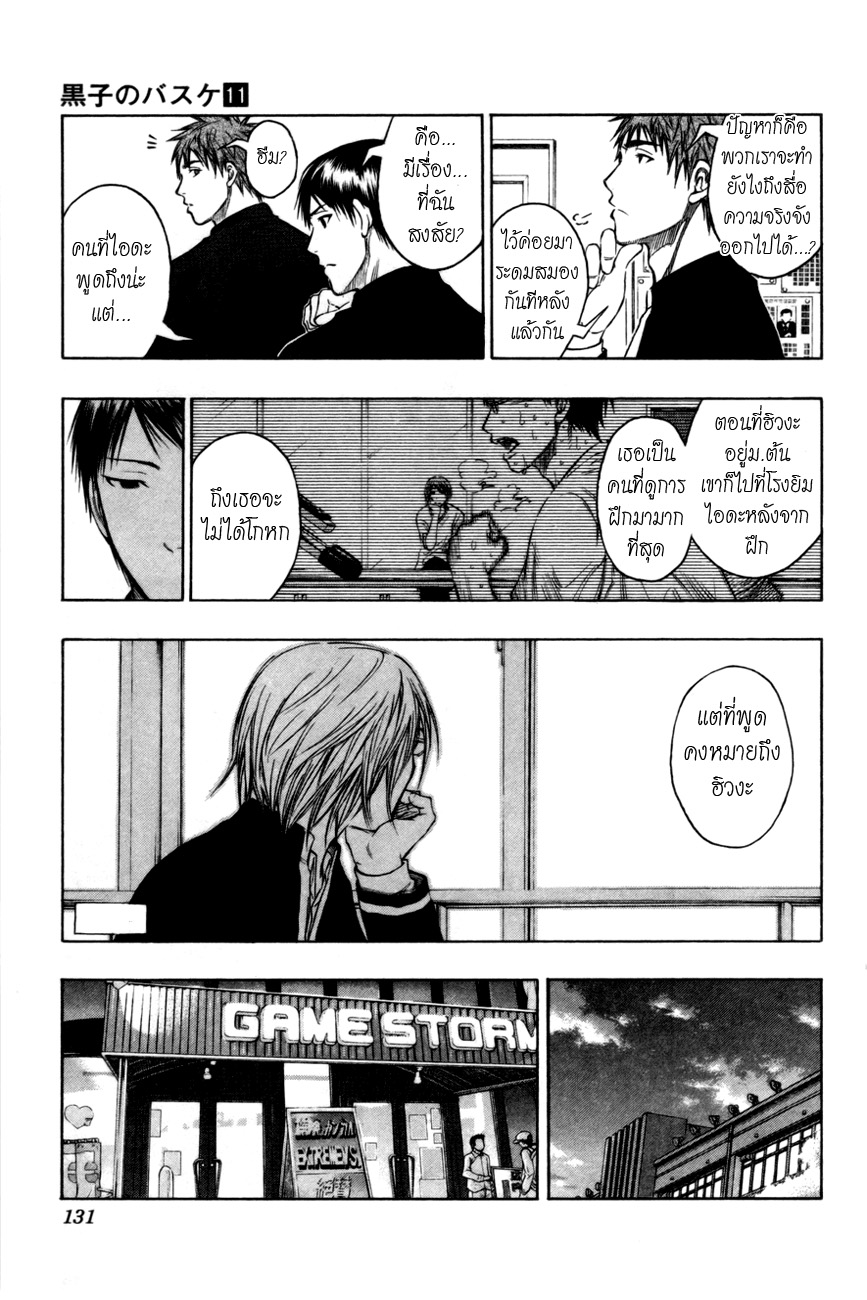 黒子のバスケ 11
ปัญหาก็คือ
พวกเราจะทำ
ยังไงถึงสื่อ
ความจริงจัง
ออกไปได้...?
ไว้ค่อยมา
ระดมสมอง
กันทีหลัง
แล้วกัน
คือ...
มีเรื่อง...
ที่ฉัน
สงสัย?
ฮึม?
คนที่ไอดะ
พูดถึงน่ะ
แต่...
ตอนที่ฮิวงะ
อยู่ม.ต้น
เขาก็ไปที่โรงยิม
ไอดะหลังจาก
ฝึก
เธอเป็น
คนที่ดูการ
ฝึกมามาก
ที่สุด
ถึงเธอจะ
ไม่ได้โกหก
แต่ที่พูด
คงหมายถึง
ฮิวงะ
GAME STORM
EXTREME VS.
絶賛
131